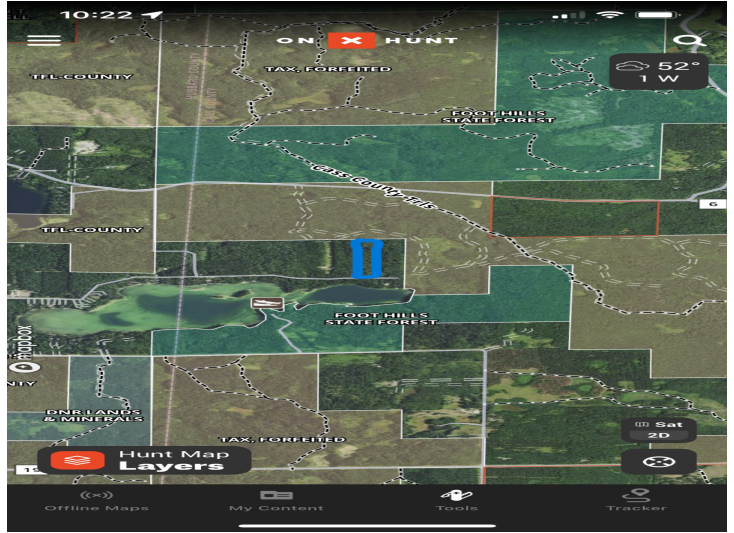 10:22
ON X HUNT
52°
1 W
TFL-COUNTY
TAX, FORFEITED
FOOT HILLS
STATE FOREST
Cass County Trls
6
TFL-COUNTY
FOOT HILLS
STATE FOREST
mapbox
DNR LANDS
& MINERALS
TAX, FORFEITED
Sat
2D
Hunt Map
Layers
Offline Maps
My Content
Tools
Tracker